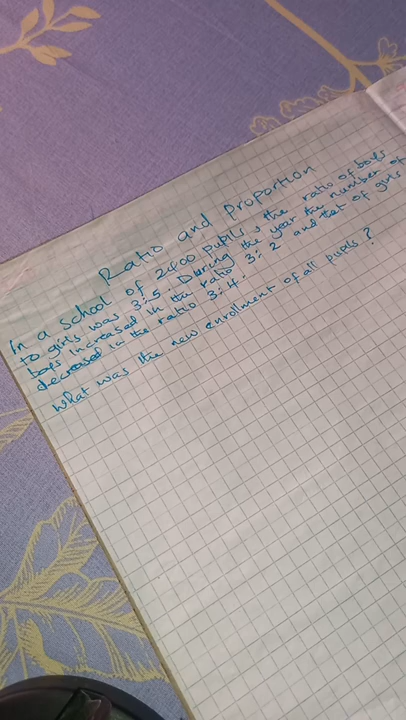 Ratio and Proportion
In a school of 2400 pupils, the ratio of boys
to girls was 3:5. During the year the number of
boys increased in the ratio 3:2 and that of girls
decreased in the ratio 3:4.
What was the new enrollment of all pupils?